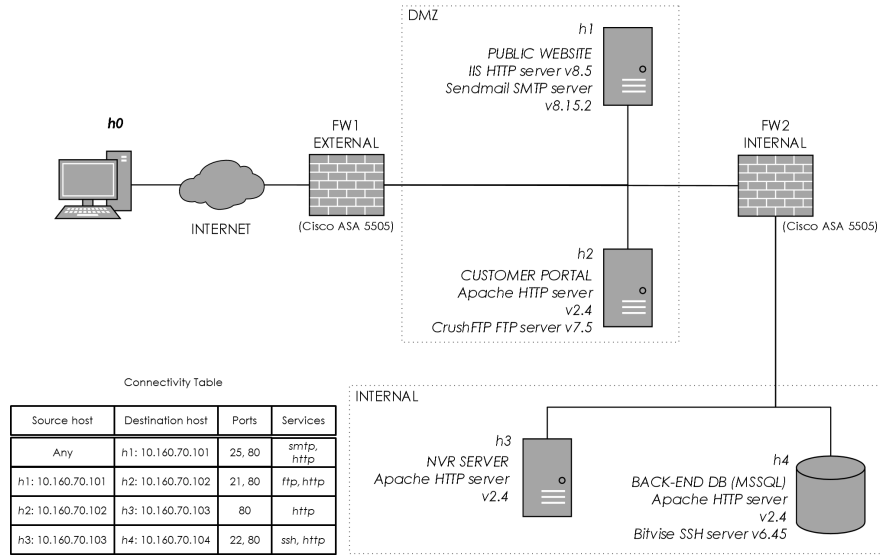 DMZ
h1
PUBLIC WEBSITE
IIS HTTP server v8.5
Sendmail SMTP server
v8.15.2
h0
INTERNET
FW1
EXTERNAL
(Cisco ASA 5505)
FW2
INTERNAL
(Cisco ASA 5505)
h2
CUSTOMER PORTAL
Apache HTTP server
v2.4
CrushFTP FTP server v7.5
Connectivity Table
Source host Destination host Ports Services
Any h1: 10.160.70.101 25, 80 smtp,
http
h1: 10.160.70.101 h2: 10.160.70.102 21, 80 ftp, http
h2: 10.160.70.102 h3: 10.160.70.103 80 http
h3: 10.160.70.103 h4: 10.160.70.104 22, 80 ssh, http
INTERNAL
h3
NVR SERVER
Apache HTTP server
v2.4
h4
BACK-END DB (MSSQL)
Apache HTTP server
v2.4
Bitvise SSH server v6.45